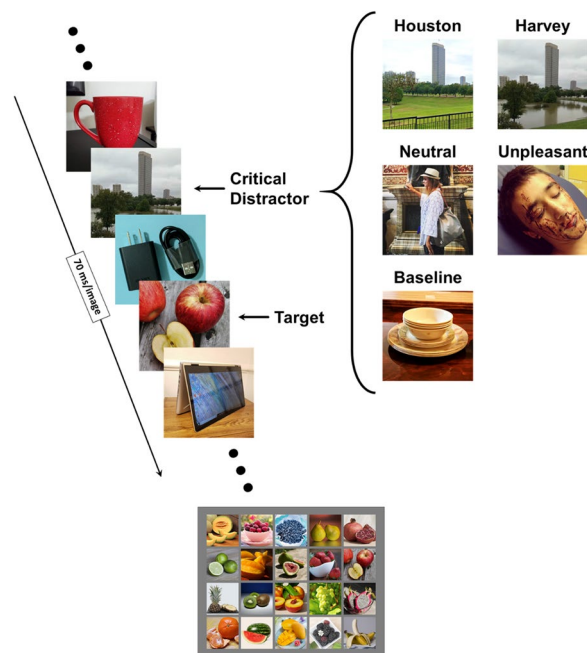 Houston
Harvey
Critical
Distractor
Neutral
Unpleasant
70 ms/image
Target
Baseline